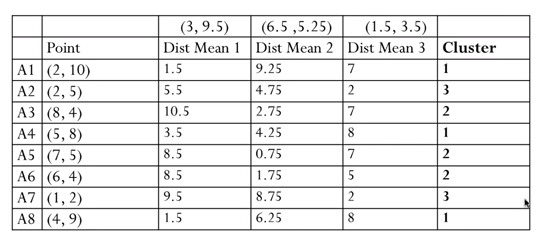 (3, 9.5) (6.5 ,5.25) (1.5, 3.5)
Point Dist Mean 1 Dist Mean 2 Dist Mean 3 Cluster
A1 (2, 10) 1.5 9.25 7 1
A2 (2, 5) 5.5 4.75 2 3
A3 (8, 4) 10.5 2.75 7 2
A4 (5, 8) 3.5 4.25 8 1
A5 (7, 5) 8.5 0.75 7 2
A6 (6, 4) 8.5 1.75 5 2
A7 (1, 2) 9.5 8.75 2 3
A8 (4, 9) 1.5 6.25 8 1